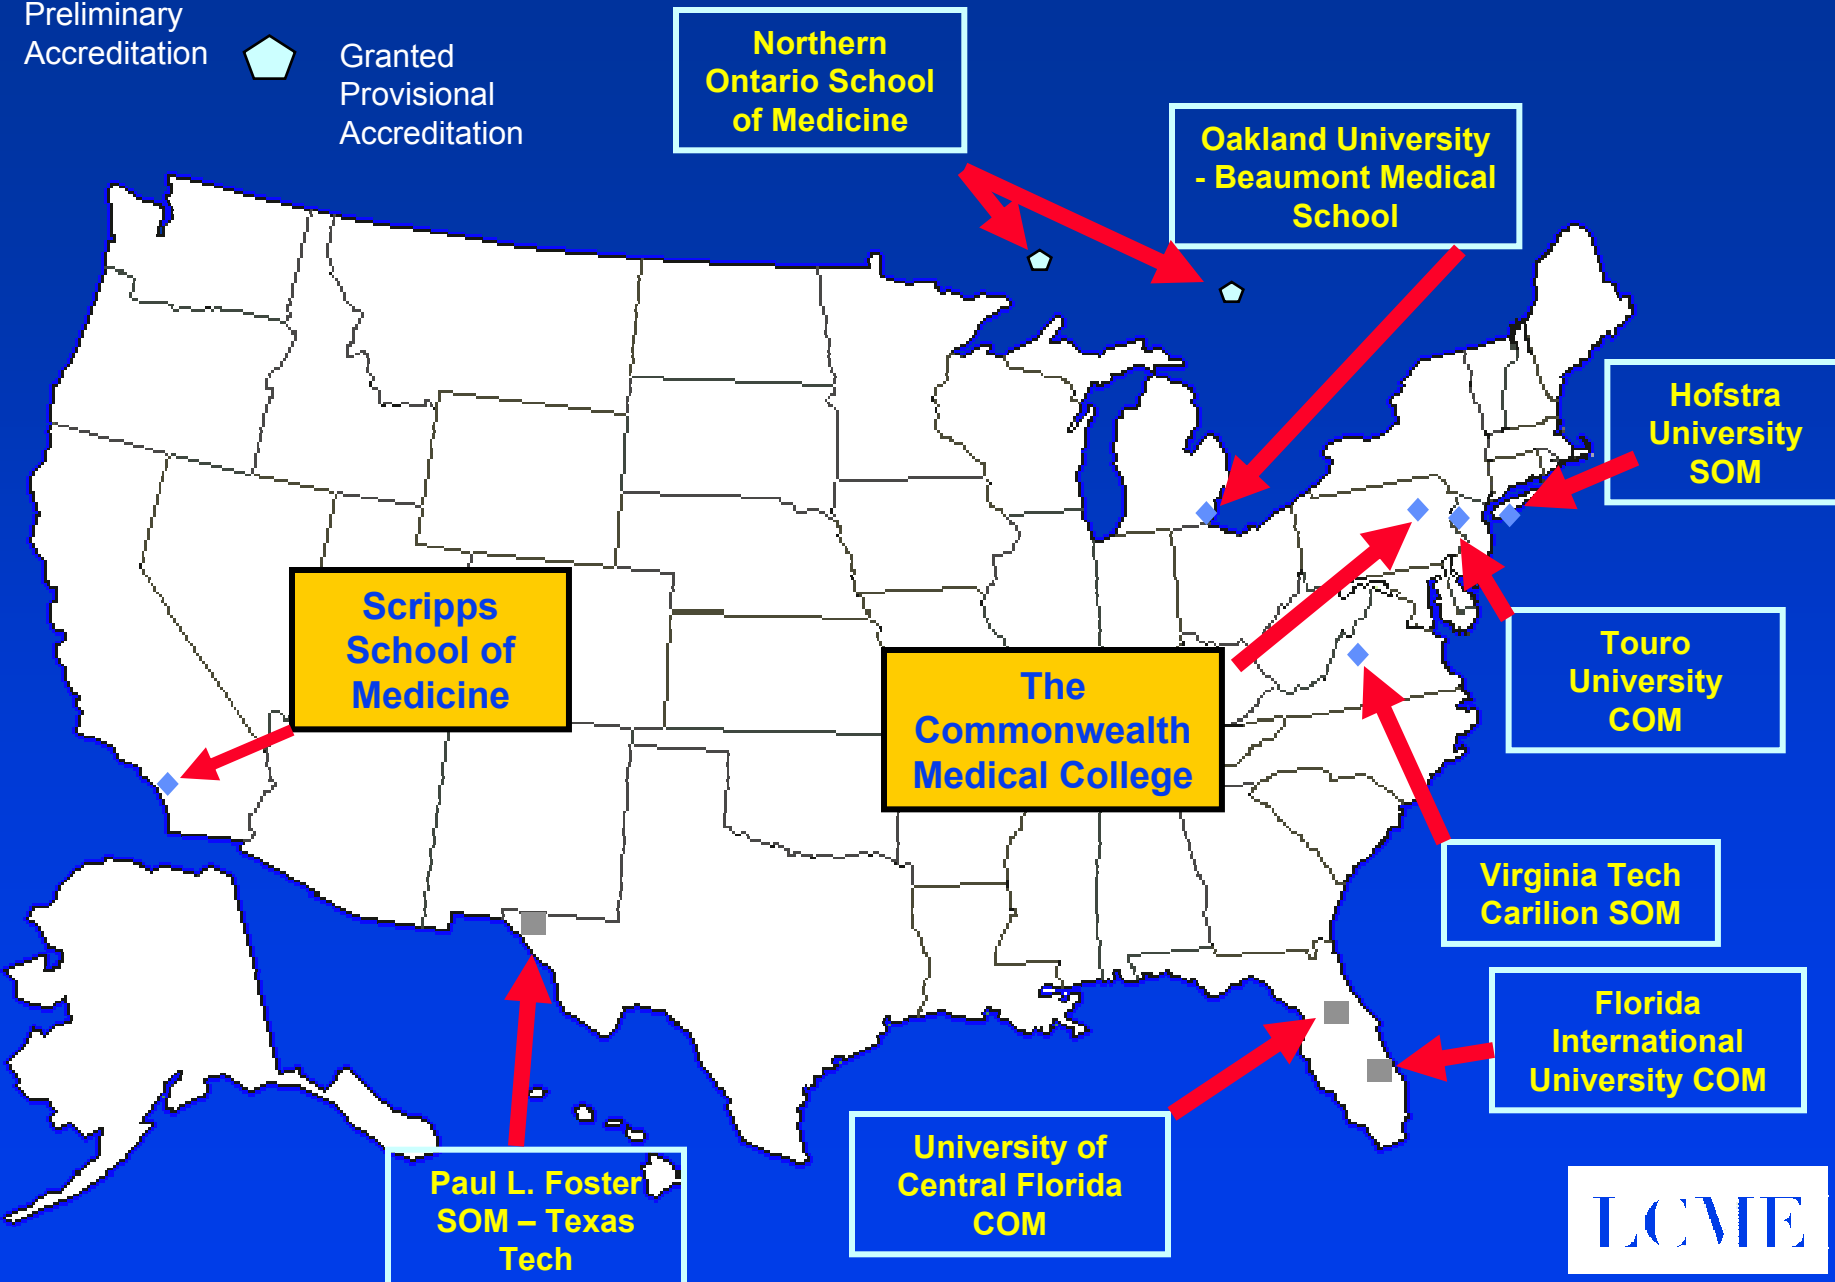 Preliminary
Accreditation
Granted
Provisional
Accreditation
Northern
Ontario School
of Medicine
Oakland University
- Beaumont Medical
School
Hofstra
University
SOM
Scripps
School of
Medicine
The
Commonwealth
Medical College
Touro
University
COM
Virginia Tech
Carilion SOM
Florida
International
University COM
University of
Central Florida
COM
Paul L. Foster
SOM – Texas
Tech
LCME